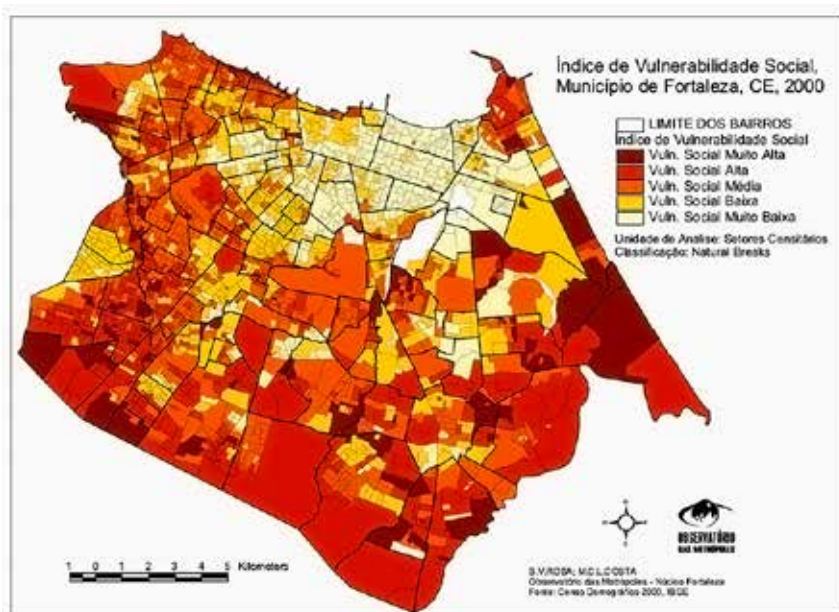 Índice de Vulnerabilidade Social,
Município de Fortaleza, CE, 2000
LIMITE DOS BAIRROS
Índice de Vulnerabilidade Social
Vuln. Social Muito Alta
Vuln. Social Alta
Vuln. Social Média
Vuln. Social Baixa
Vuln. Social Muito Baixa
Unidade de Análise: Setores Censitários
Classificação: Natural Breaks
1 0 1 2 3 4 5 Kilometers
OBSERVATÓRIO
DAS METRÓPOLES
S.V.ROSA; M.C.L.COSTA
Observatório das Metrópoles - Núcleo Fortaleza
Fonte: Censo Demográfico 2000, IBGE